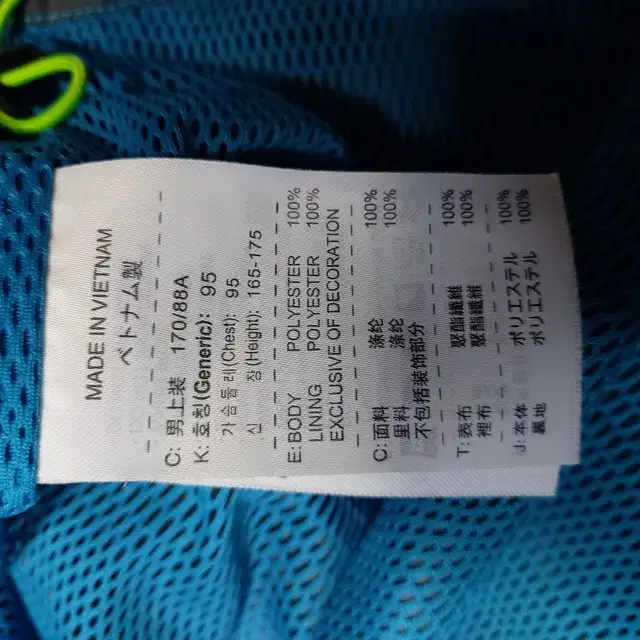 MADE IN VIETNAM
ベトナム製
C: 男上装 170/88A
K: 호칭(Generic): 95
가슴둘레(Chest): 95
신 장(Height): 165-175
E: BODY POLYESTER 100%
LINING POLYESTER 100%
EXCLUSIVE OF DECORATION
C: 面料 涤纶 100%
里料 涤纶 100%
不包括装饰部分
T: 表布 聚酯纖維 100%
裡布 聚酯纖維 100%
J: 本体 ポリエステル 100%
裏地 ポリエステル 100%